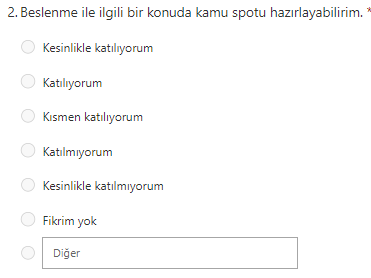 2. Beslenme ile ilgili bir konuda kamu spotu hazırlayabilirim. *
Kesinlikle katılıyorum
Katılıyorum
Kısmen katılıyorum
Katılmıyorum
Kesinlikle katılmıyorum
Fikrim yok
Diğer